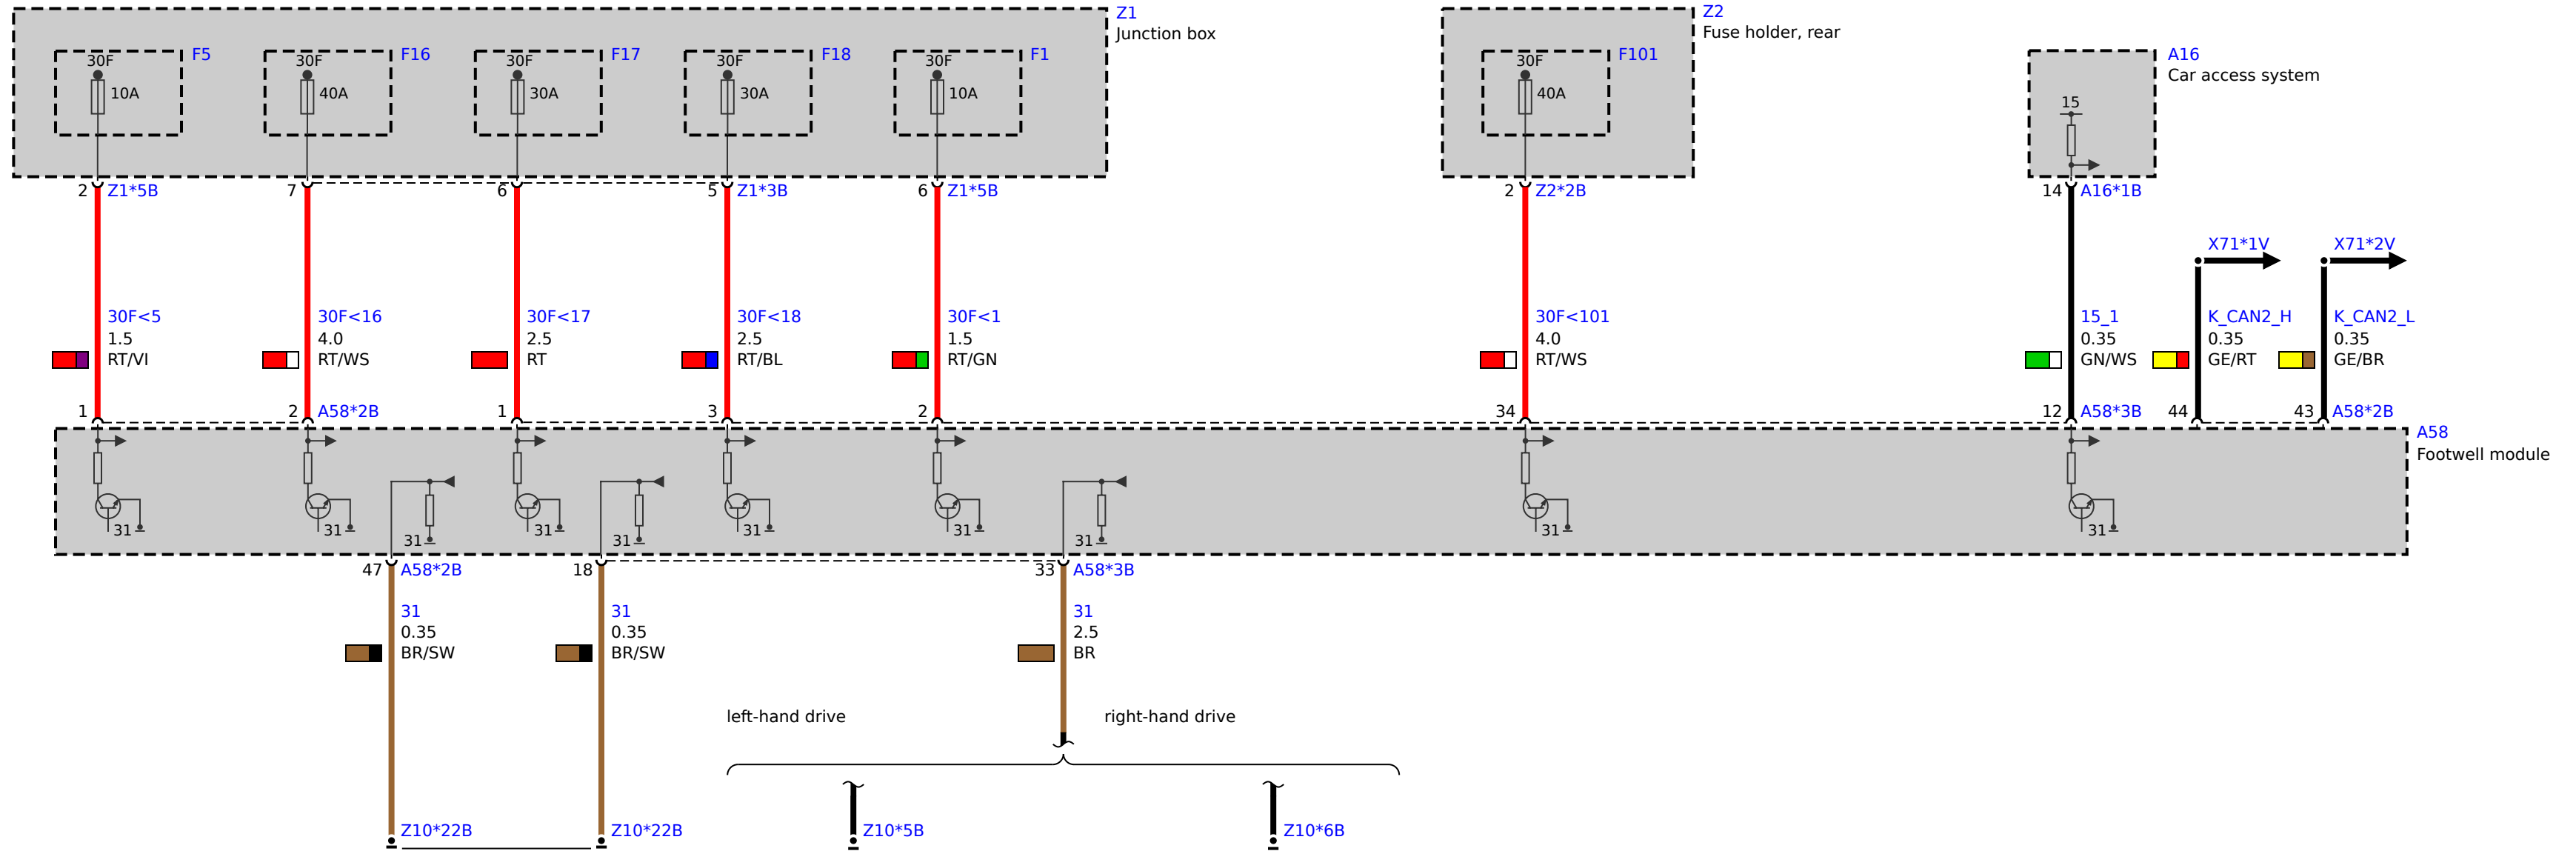 Z1
Junction box
Z2
Fuse holder, rear
F5
F16
F17
F18
F1
F101
A16
Car access system
30F
30F
30F
30F
30F
30F
10A
40A
30A
30A
10A
40A
15
2 Z1*5B
7
6
5 Z1*3B
6 Z1*5B
2 Z2*2B
14 A16*1B
X71*1V
X71*2V
30F<5
1.5
RT/VI
30F<16
4.0
RT/WS
30F<17
2.5
RT
30F<18
2.5
RT/BL
30F<1
1.5
RT/GN
30F<101
4.0
RT/WS
15_1
0.35
GN/WS
K_CAN2_H
0.35
GE/RT
K_CAN2_L
0.35
GE/BR
1
2 A58*2B
1
3
2
34
12 A58*3B
44
43 A58*2B
A58
Footwell module
31
31
31
31
31
31
31
31
31
31
47 A58*2B
18
33 A58*3B
31
0.35
BR/SW
31
0.35
BR/SW
31
2.5
BR
left-hand drive
right-hand drive
Z10*22B
Z10*22B
Z10*5B
Z10*6B